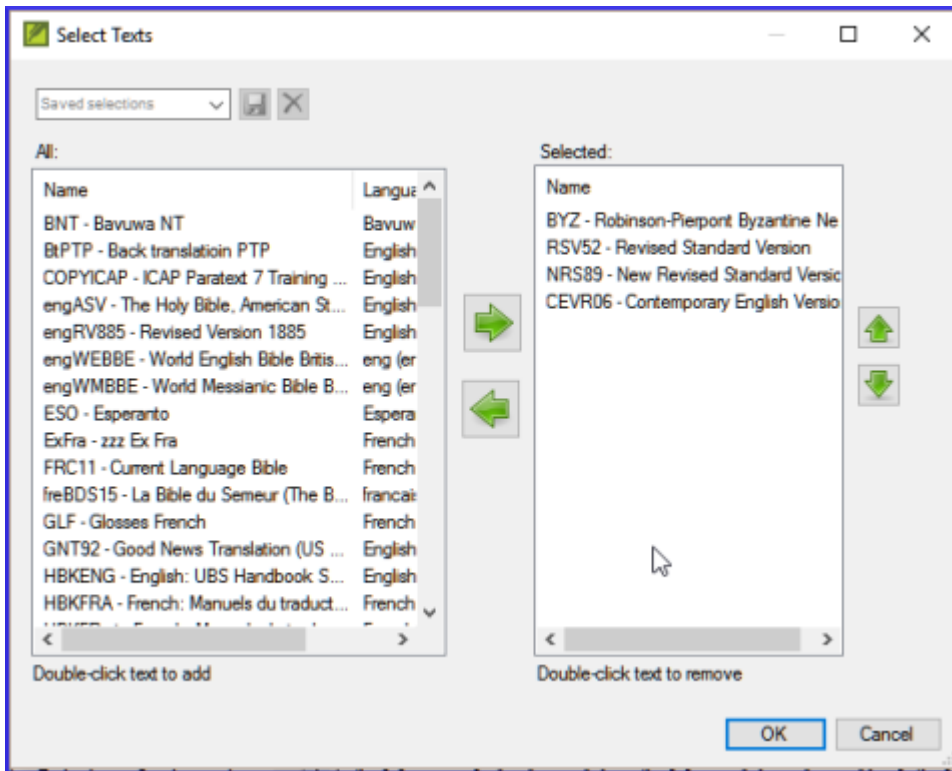 Select Texts
Saved selections
All:
Name Langua
BNT - Bavuwa NT Bavuw
BtPTP - Back translatioin PTP English
COPYICAP - ICAP Paratext 7 Training ... English
engASV - The Holy Bible, American St... English
engRV885 - Revised Version 1885 English
engWEBBE - World English Bible Britis... eng (er
engWMBBE - World Messianic Bible B... eng (er
ESO - Esperanto Espera
ExFra - zzz Ex Fra French
FRC11 - Current Language Bible French
freBDS15 - La Bible du Semeur (The B... francais
GLF - Glosses French French
GNT92 - Good News Translation (US ... English
HBKENG - English: UBS Handbook S... English
HBKFRA - French: Manuels du traduct... French
Double-click text to add
Selected:
Name
BYZ - Robinson-Pierpont Byzantine Ne
RSV52 - Revised Standard Version
NRS89 - New Revised Standard Versic
CEVR06 - Contemporary English Versio
Double-click text to remove
OK Cancel